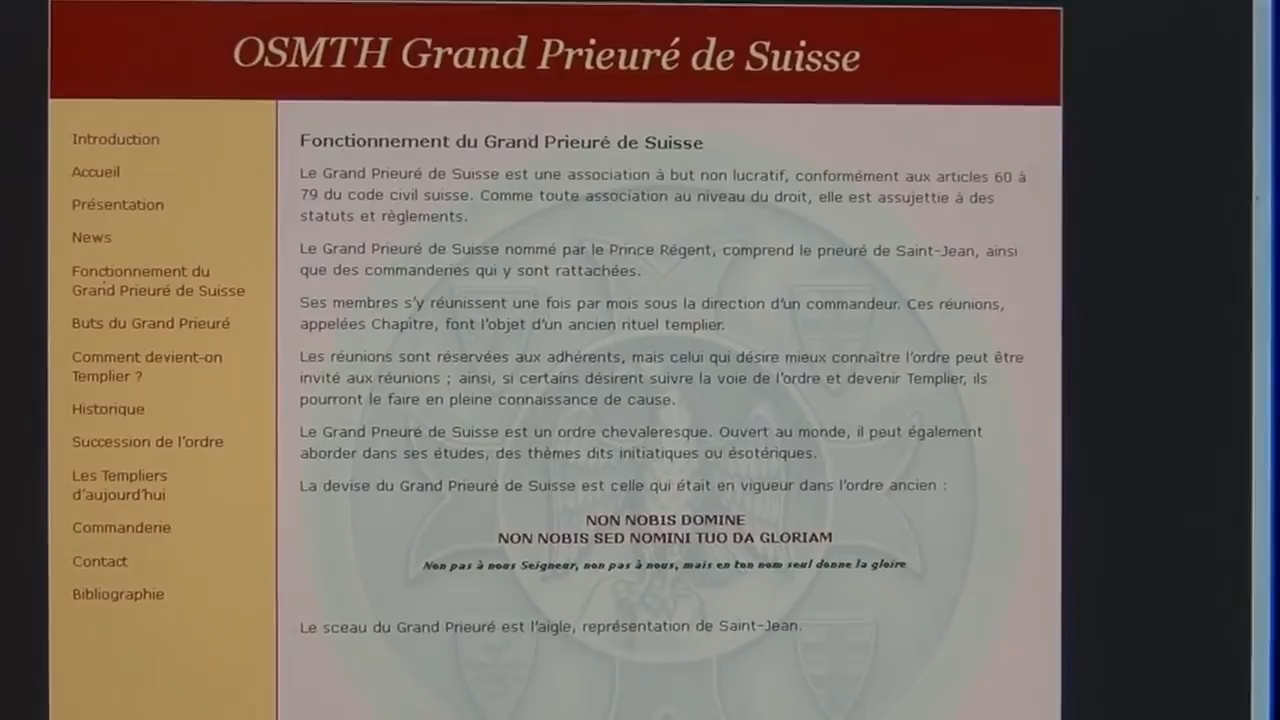 OSMTH Grand Prieuré de Suisse
Introduction
Accueil
Présentation
News
Fonctionnement du
Grand Prieuré de Suisse
Buts du Grand Prieuré
Comment devient-on
Templier ?
Historique
Succession de l'ordre
Les Templiers
d'aujourd'hui
Commanderie
Contact
Bibliographie
Fonctionnement du Grand Prieuré de Suisse
Le Grand Prieuré de Suisse est une association à but non lucratif, conformément aux articles 60 à
79 du code civil suisse. Comme toute association au niveau du droit, elle est assujettie à des
statuts et règlements.
Le Grand Prieuré de Suisse nommé par le Prince Régent, comprend le prieuré de Saint-Jean, ainsi
que des commanderies qui y sont rattachées.
Ses membres s'y réunissent une fois par mois sous la direction d'un commandeur. Ces réunions,
appelées Chapitre, font l'objet d'un ancien rituel templier.
Les réunions sont réservées aux adhérents, mais celui qui désire mieux connaître l'ordre peut être
invité aux réunions ; ainsi, si certains désirent suivre la voie de l'ordre et devenir Templier, ils
pourront le faire en pleine connaissance de cause.
Le Grand Prieuré de Suisse est un ordre chevaleresque. Ouvert au monde, il peut également
aborder dans ses études, des thèmes dits initiatiques ou ésotériques.
La devise du Grand Prieuré de Suisse est celle qui était en vigueur dans l'ordre ancien :
NON NOBIS DOMINE
NON NOBIS SED NOMINI TUO DA GLORIAM
Non pas à nous Seigneur, non pas à nous, mais en ton nom seul donne la gloire
Le sceau du Grand Prieuré est l'aigle, représentation de Saint-Jean.